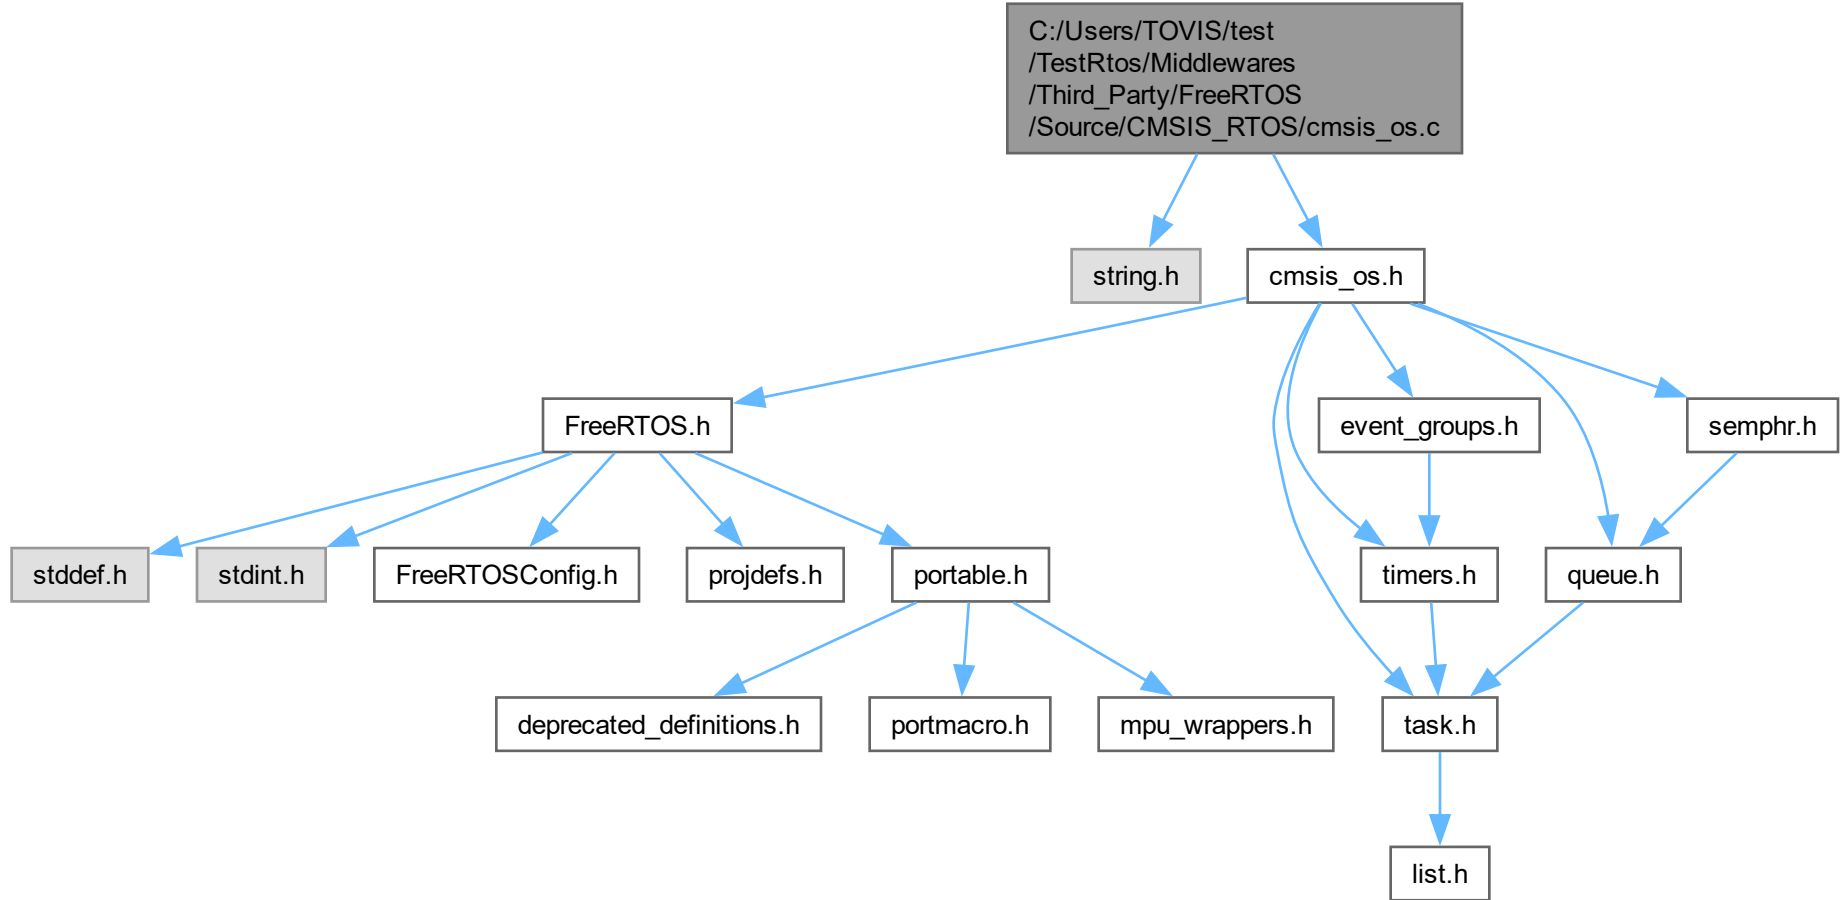 C:/Users/TOVIS/test
/TestRtos/Middlewares
/Third_Party/FreeRTOS
/Source/CMSIS_RTOS/cmsis_os.c
string.h
cmsis_os.h
FreeRTOS.h
event_groups.h
semphr.h
stddef.h
stdint.h
FreeRTOSConfig.h
projdefs.h
portable.h
timers.h
queue.h
deprecated_definitions.h
portmacro.h
mpu_wrappers.h
task.h
list.h